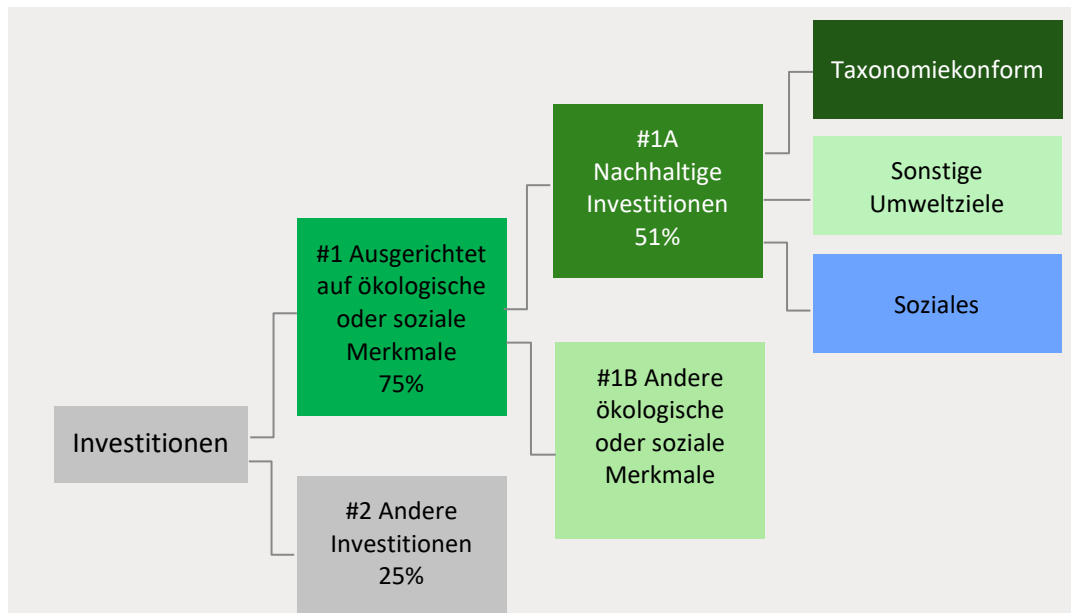 Investitionen
#1 Ausgerichtet
auf ökologische
oder soziale
Merkmale
75%
#2 Andere
Investitionen
25%
#1A
Nachhaltige
Investitionen
51%
#1B Andere
ökologische
oder soziale
Merkmale
Taxonomiekonform
Sonstige
Umweltziele
Soziales